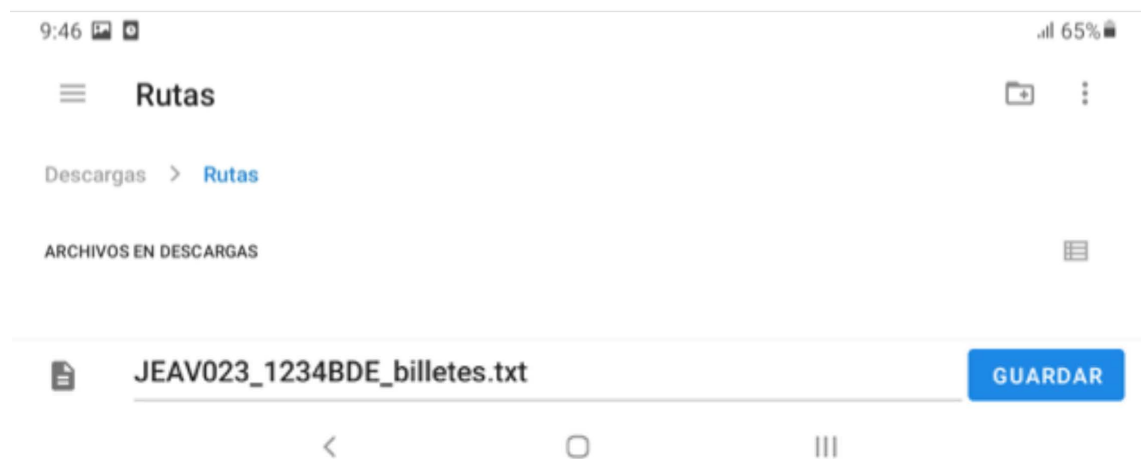 9:46 65%
Rutas
Descargas > Rutas
ARCHIVOS EN DESCARGAS
JEAV023_1234BDE_billetes.txt GUARDAR